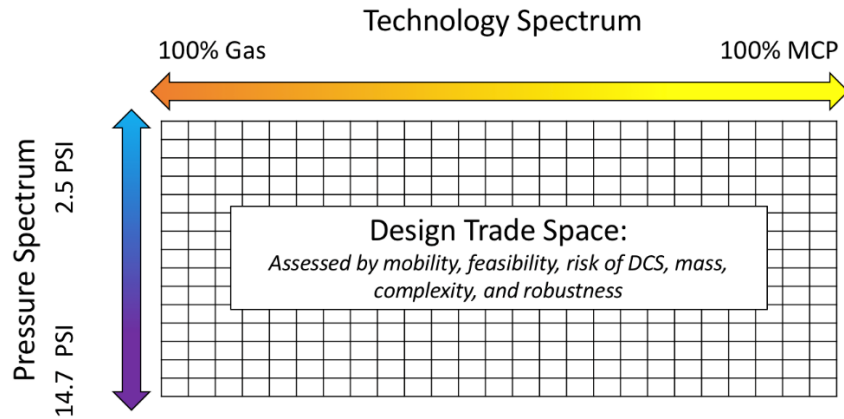 Technology Spectrum
100% Gas
100% MCP
Pressure Spectrum
2.5 PSI
14.7 PSI
Design Trade Space:
Assessed by mobility, feasibility, risk of DCS, mass,
complexity, and robustness